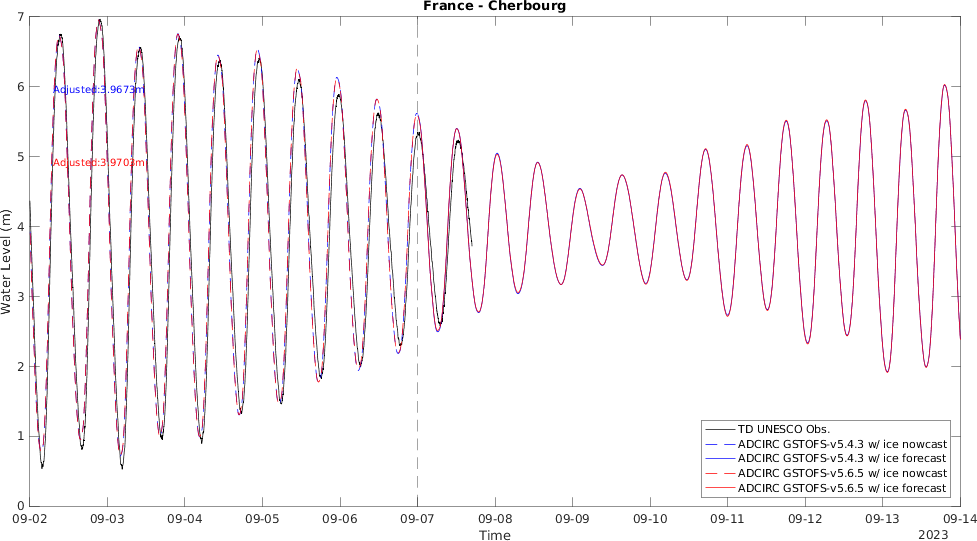 France - Cherbourg
7
6
5
4
3
2
1
0
Water Level (m)
Adjusted:3.9673m
Adjusted:3.9703m
TD UNESCO Obs.
ADCIRC GSTOFS-v5.4.3 w/ ice nowcast
ADCIRC GSTOFS-v5.4.3 w/ ice forecast
ADCIRC GSTOFS-v5.6.5 w/ ice nowcast
ADCIRC GSTOFS-v5.6.5 w/ ice forecast
09-02 09-03 09-04 09-05 09-06 09-07 09-08 09-09 09-10 09-11 09-12 09-13 09-14
Time
2023